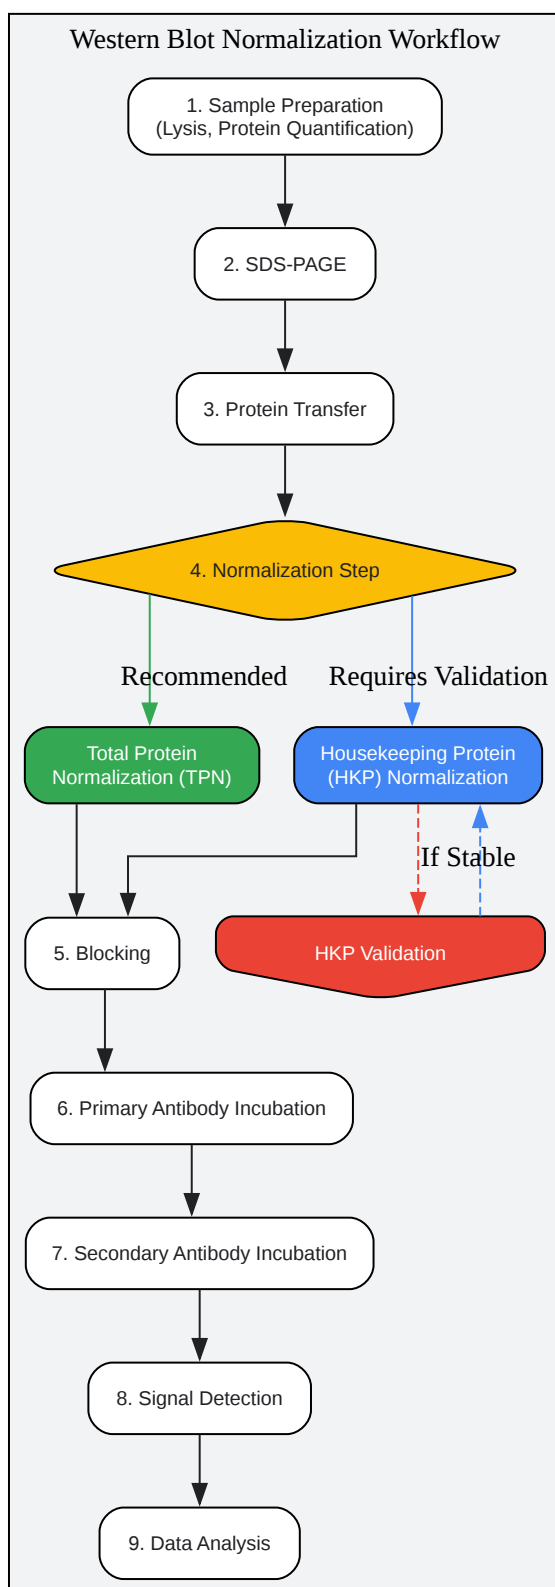 Western Blot Normalization Workflow
1. Sample Preparation
(Lysis, Protein Quantification)
2. SDS-PAGE
3. Protein Transfer
4. Normalization Step
Recommended
Requires Validation
Total Protein
Normalization (TPN)
Housekeeping Protein
(HKP) Normalization
If Stable
5. Blocking
HKP Validation
6. Primary Antibody Incubation
7. Secondary Antibody Incubation
8. Signal Detection
9. Data Analysis